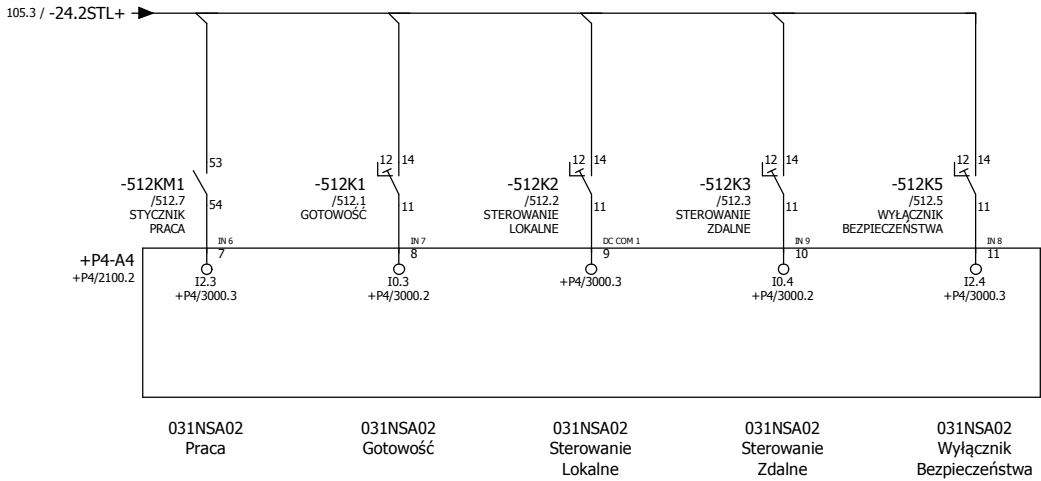 105.3 / -24.2STL+
53
54
-512KM1
/512.7
STYCZNIK
PRACA
12 14
11
-512K1
/512.1
GOTOWOŚĆ
12 14
11
-512K2
/512.2
STEROWANIE
LOKALNE
12 14
11
-512K3
/512.3
STEROWANIE
ZDALNE
12 14
11
-512K5
/512.5
WYŁĄCZNIK
BEZPIECZEŃSTWA
+P4-A4
+P4/2100.2
IN 6
7
I2.3
+P4/3000.3
IN 7
8
I0.3
+P4/3000.2
DC COM 1
9
+P4/3000.3
IN 9
10
I0.4
+P4/3000.2
IN 8
11
I2.4
+P4/3000.3
031NSA02
Praca
031NSA02
Gotowość
031NSA02
Sterowanie
Lokalne
031NSA02
Sterowanie
Zdalne
031NSA02
Wyłącznik
Bezpieczeństwa